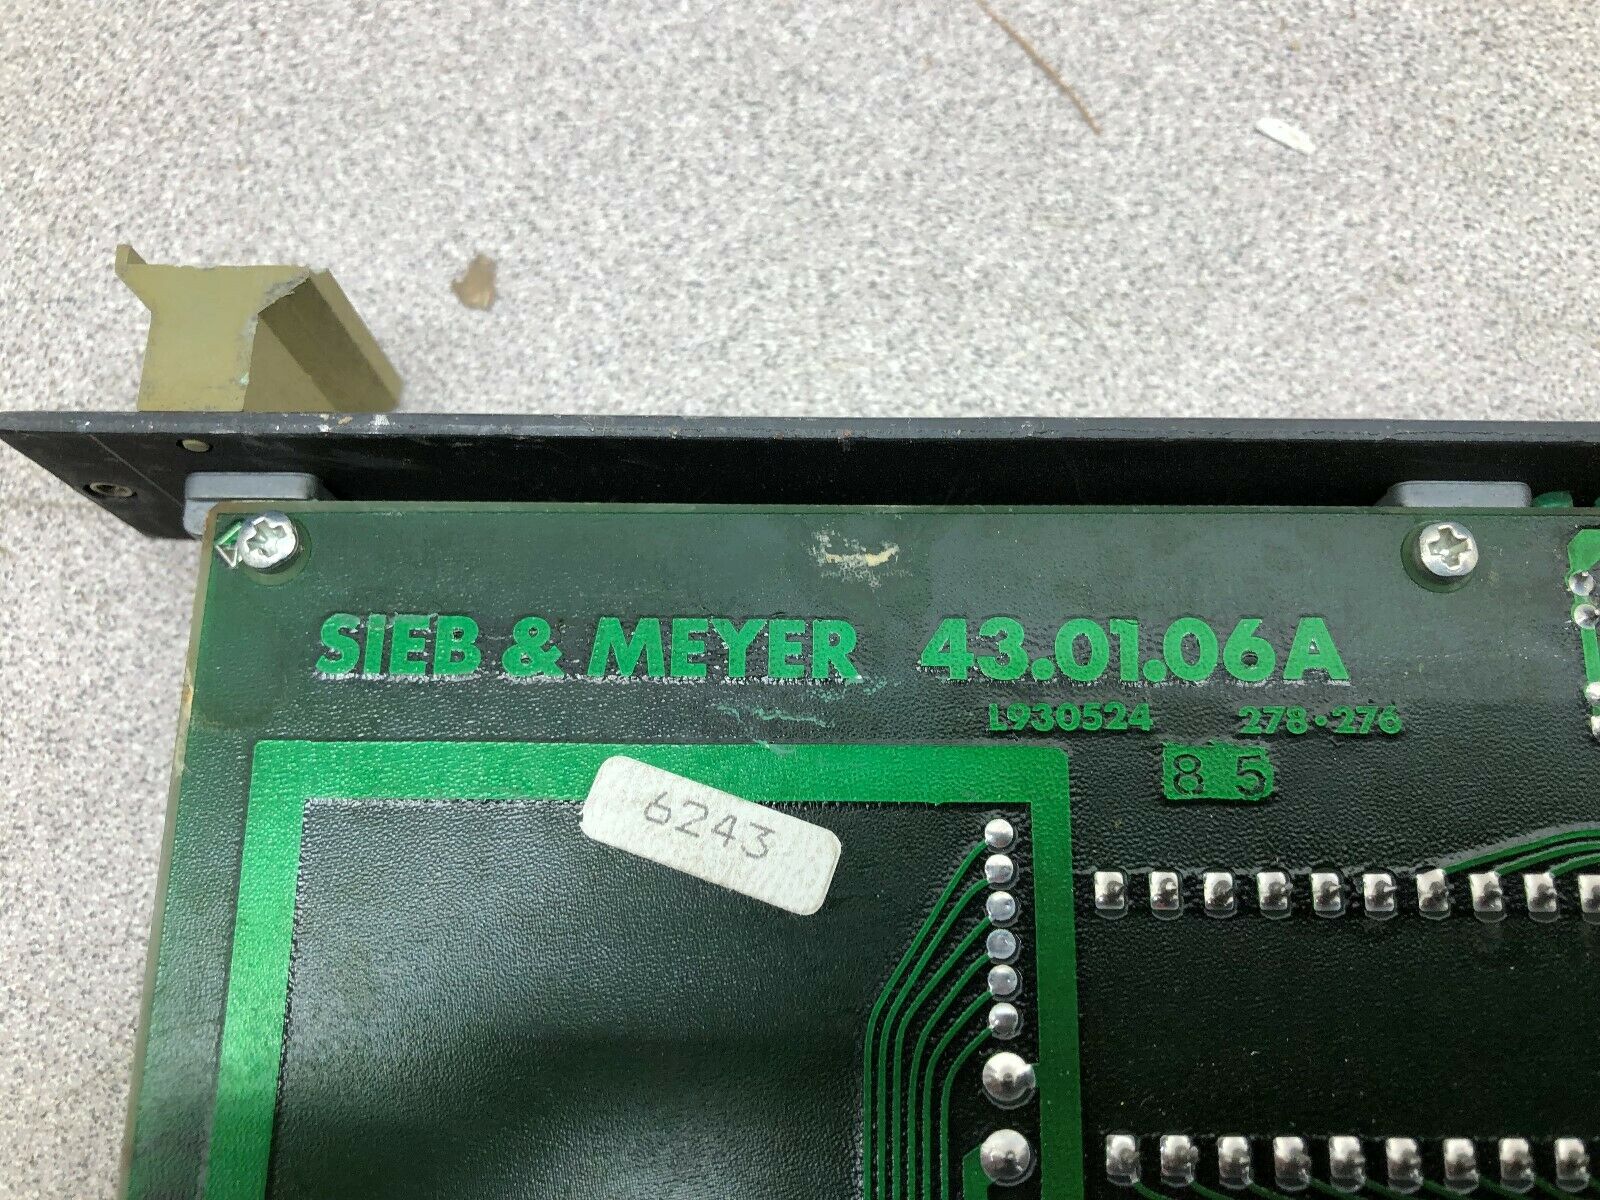 SIEB & MEYER 43.01.06A
L930524 278·276
8 5
6243